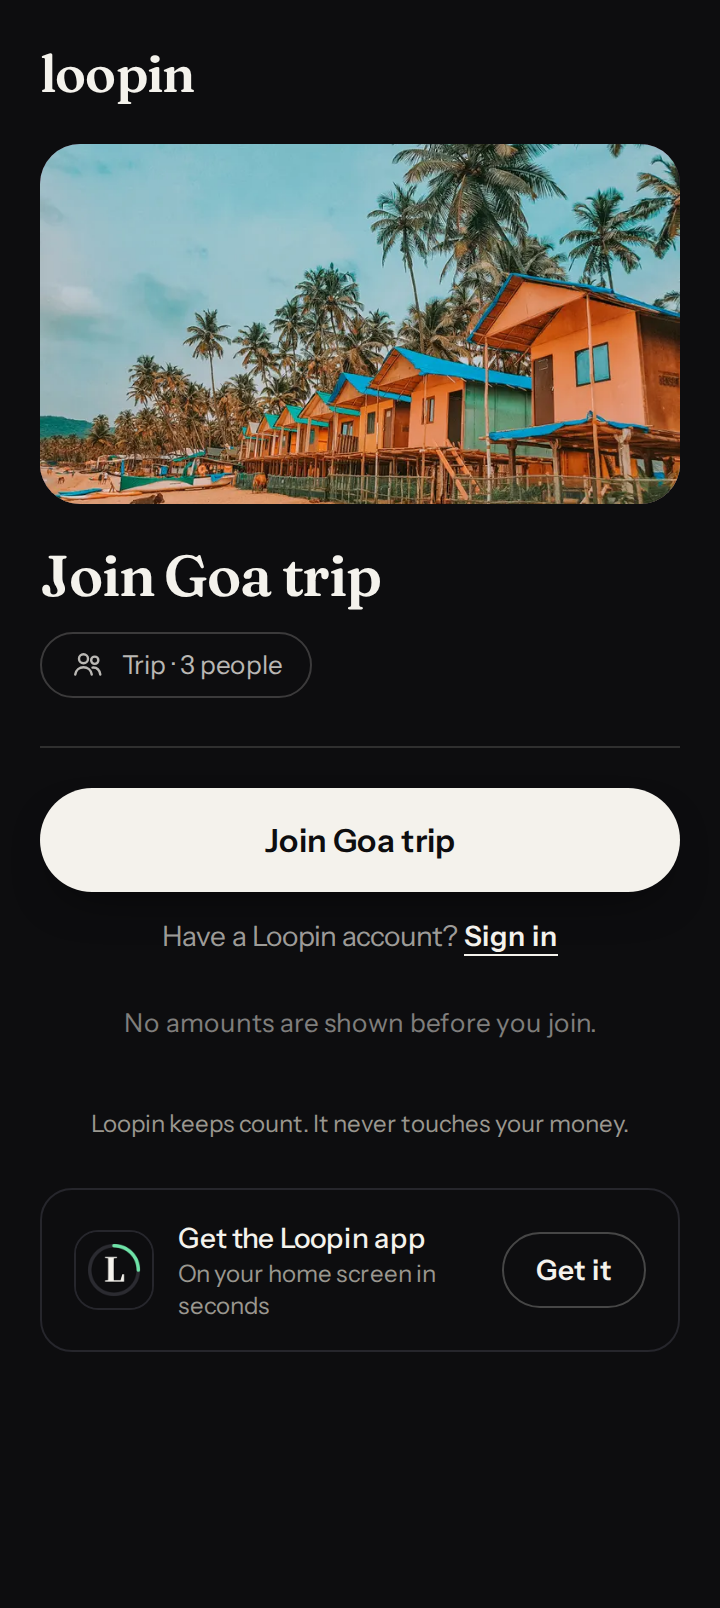 loopin
Join Goa trip
Trip · 3 people
Join Goa trip
Have a Loopin account? Sign in
No amounts are shown before you join.
Loopin keeps count. It never touches your money.
L
Get the Loopin app
On your home screen in
seconds
Get it